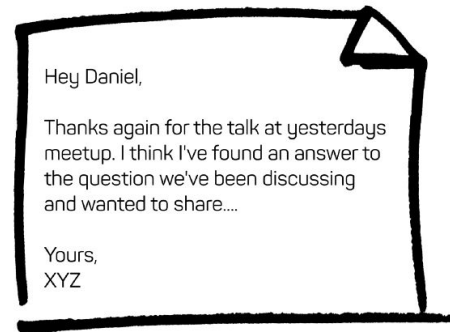 Hey Daniel,
Thanks again for the talk at yesterdays
meetup. I think I've found an answer to
the question we've been discussing
and wanted to share....
Yours,
XYZ